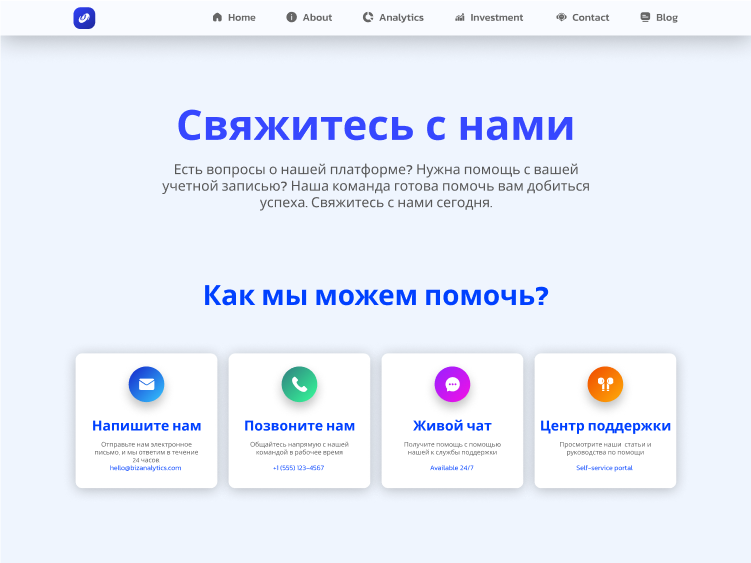 Home About Analytics Investment Contact Blog
Свяжитесь с нами
Есть вопросы о нашей платформе? Нужна помощь с вашей
учетной записью? Наша команда готова помочь вам добиться
успеха. Свяжитесь с нами сегодня.
Как мы можем помочь?
Напишите нам
Отправьте нам электронное
письмо, и мы ответим в течение
24 часов
hello@bizanalytics.com
Позвоните нам
Общайтесь напрямую с нашей
командой в рабочее время
+1 (555) 123-4567
Живой чат
Получите помощь с помощью
нашей к службы поддержки
Available 24/7
Центр поддержки
Просмотрите наши статьи и
руководства по помощи
Self-service portal